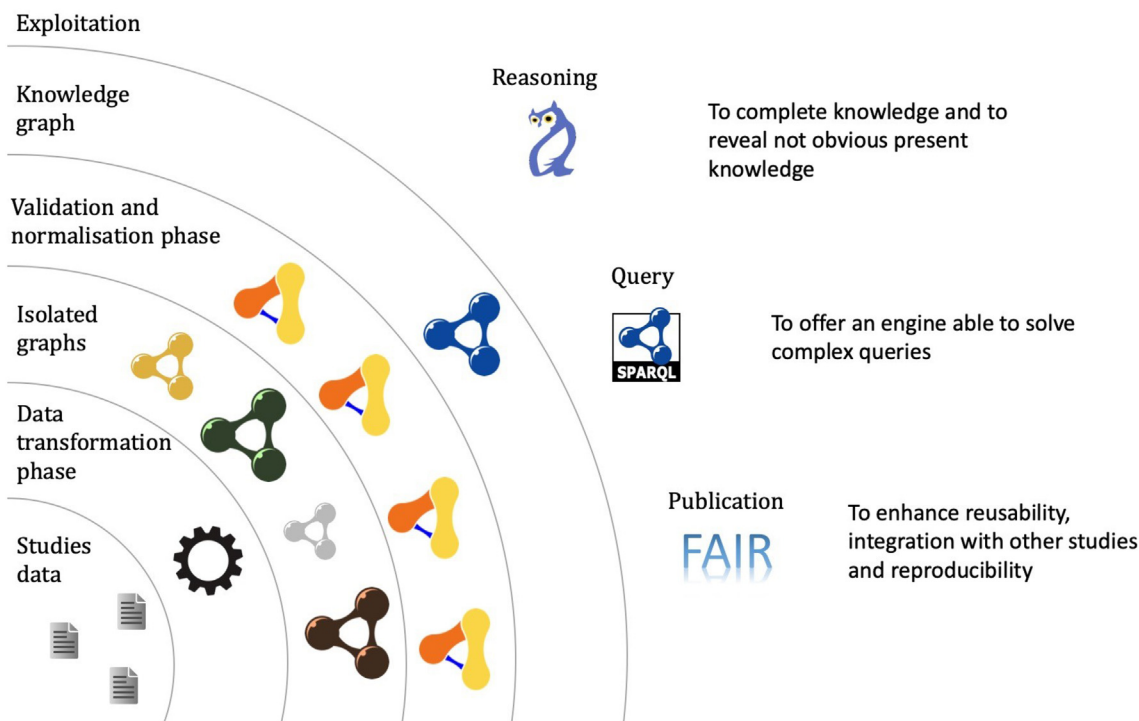 Exploitation
Knowledge
graph
Validation and
normalisation phase
Isolated
graphs
Data
transformation
phase
Studies
data
Reasoning
To complete knowledge and to
reveal not obvious present
knowledge
Query
SPARQL
To offer an engine able to solve
complex queries
Publication
FAIR
To enhance reusability,
integration with other studies
and reproducibility